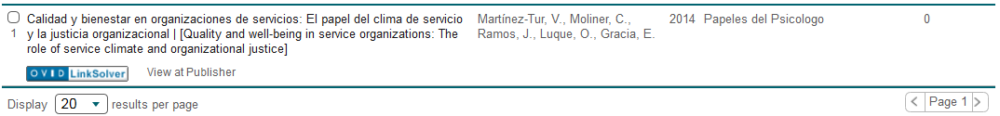 Calidad y bienestar en organizaciones de servicios: El papel del clima de servicio Martínez-Tur, V., Moliner, C., 2014 Papeles del Psicologo 0
1 y la justicia organizacional | [Quality and well-being in service organizations: The Ramos, J., Luque, O., Gracia, E.
role of service climate and organizational justice]
OVID LinkSolver View at Publisher
Display 20 results per page < Page 1 >